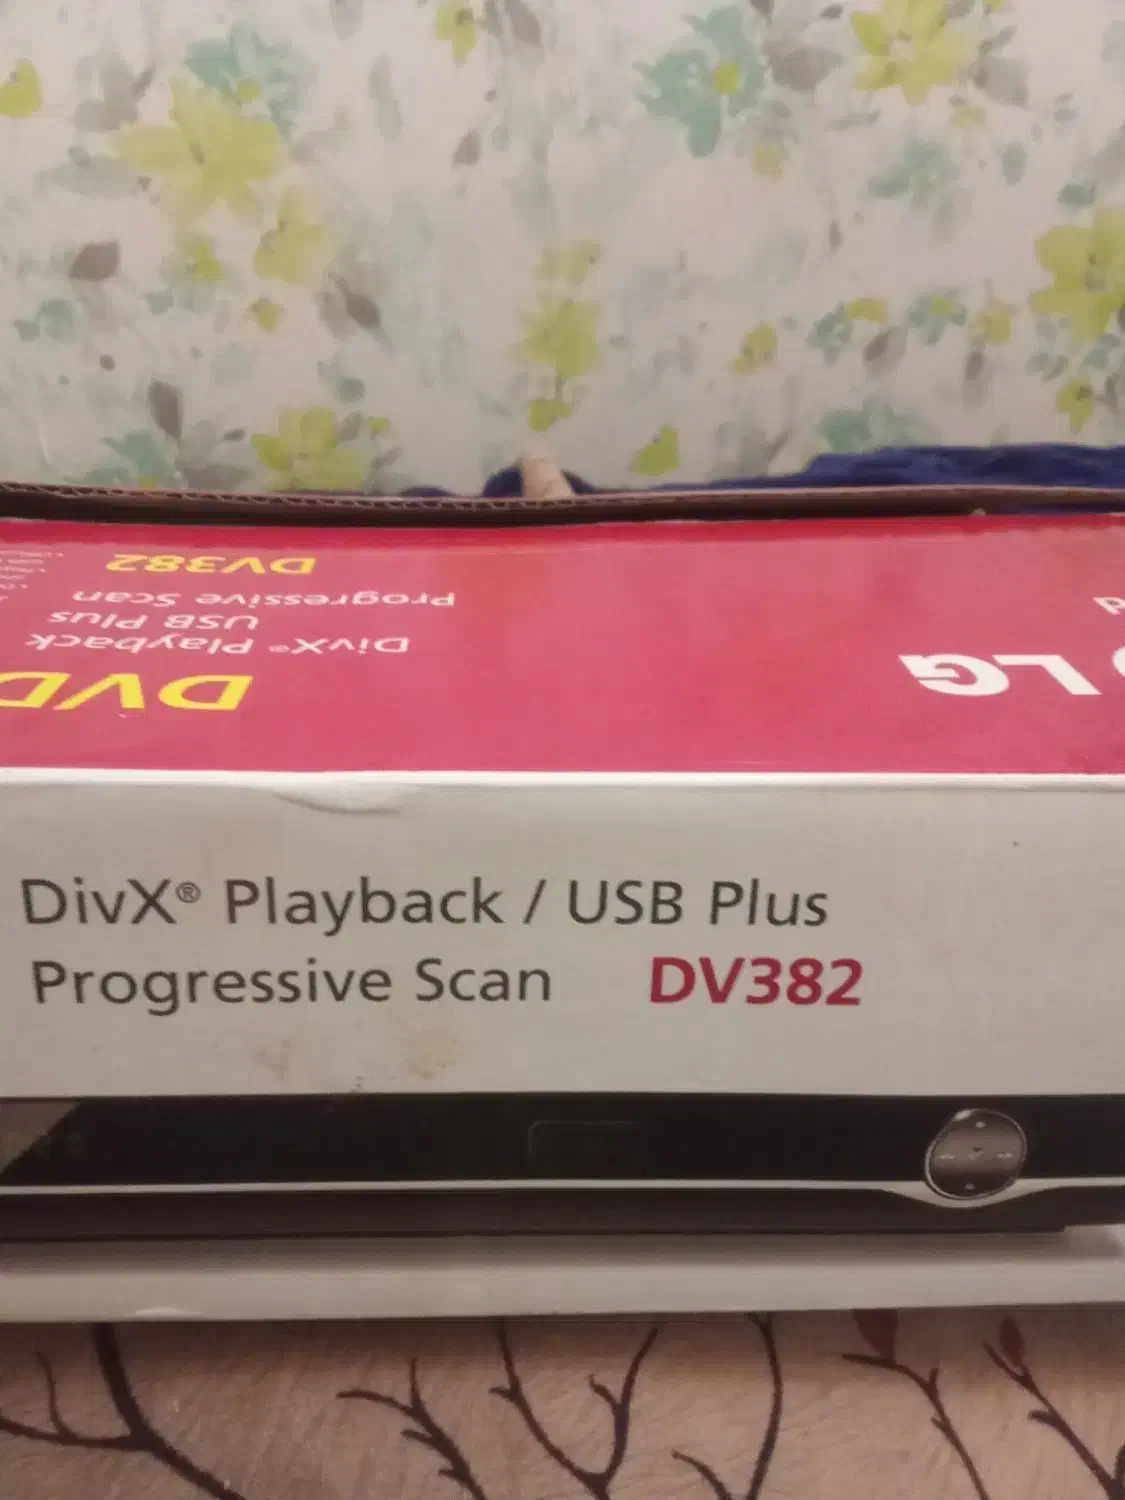 DV382
Progressive Scan
USB Plus
DivX® Playback
DVD
LG
DivX® Playback / USB Plus
Progressive Scan DV382